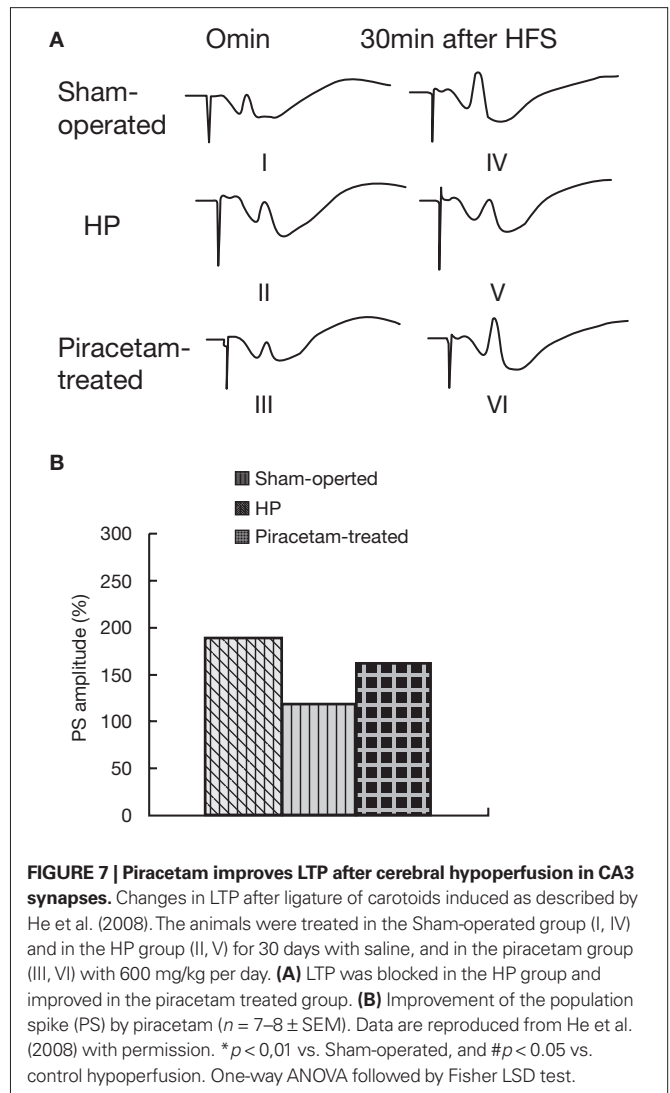 A
Omin 30min after HFS
Sham-
operated
I IV
HP
II V
Piracetam-
treated
III VI
B
Sham-operted
HP
Piracetam-treated
300
250
200
150
100
50
0
PS amplitude (%)
FIGURE 7 | Piracetam improves LTP after cerebral hypoperfusion in CA3
synapses. Changes in LTP after ligature of carotoids induced as described by
He et al. (2008). The animals were treated in the Sham-operated group (I, IV)
and in the HP group (II, V) for 30 days with saline, and in the piracetam group
(III, VI) with 600 mg/kg per day. (A) LTP was blocked in the HP group and
improved in the piracetam treated group. (B) Improvement of the population
spike (PS) by piracetam (n = 7–8 ± SEM). Data are reproduced from He et al.
(2008) with permission. *p < 0,01 vs. Sham-operated, and #p < 0.05 vs.
control hypoperfusion. One-way ANOVA followed by Fisher LSD test.